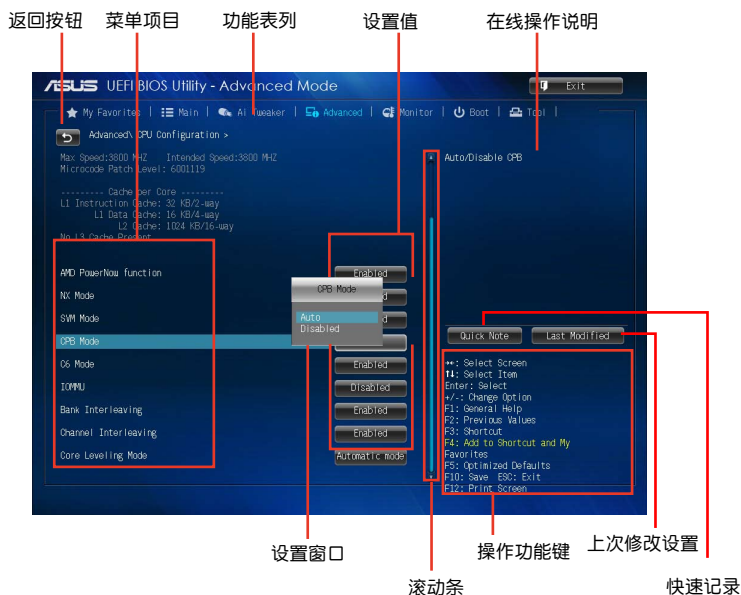 返回按钮 菜单项目 功能表列 设置值 在线操作说明
ASUS UEFI BIOS Utility - Advanced Mode Exit
My Favorites | Main | Ai Tweaker | Advanced | Monitor | Boot | Tool |
Advanced\ CPU Configuration >
Max Speed:3800 MHZ Intended Speed:3800 MHZ
Microcode Patch Level: 6001119
--------- Cache per Core ---------
L1 Instruction Cache: 32 KB/2-way
L1 Data Cache: 16 KB/4-way
L2 Cache: 1024 KB/16-way
No L3 Cache Present
Auto/Disable CPB
AMD PowerNow function Enabled
NX Mode
SVM Mode
CPB Mode
CPB Mode
Auto
Disabled
C6 Mode Enabled
IOMMU Disabled
Bank Interleaving Enabled
Channel Interleaving Enabled
Core Leveling Mode Automatic mode
Quick Note Last Modified
→←: Select Screen
↑↓: Select Item
Enter: Select
+/-: Change Option
F1: General Help
F2: Previous Values
F3: Shortcut
F4: Add to Shortcut and My
Favorites
F5: Optimized Defaults
F10: Save ESC: Exit
F12: Print Screen
设置窗口 操作功能键 上次修改设置
滚动条 快速记录